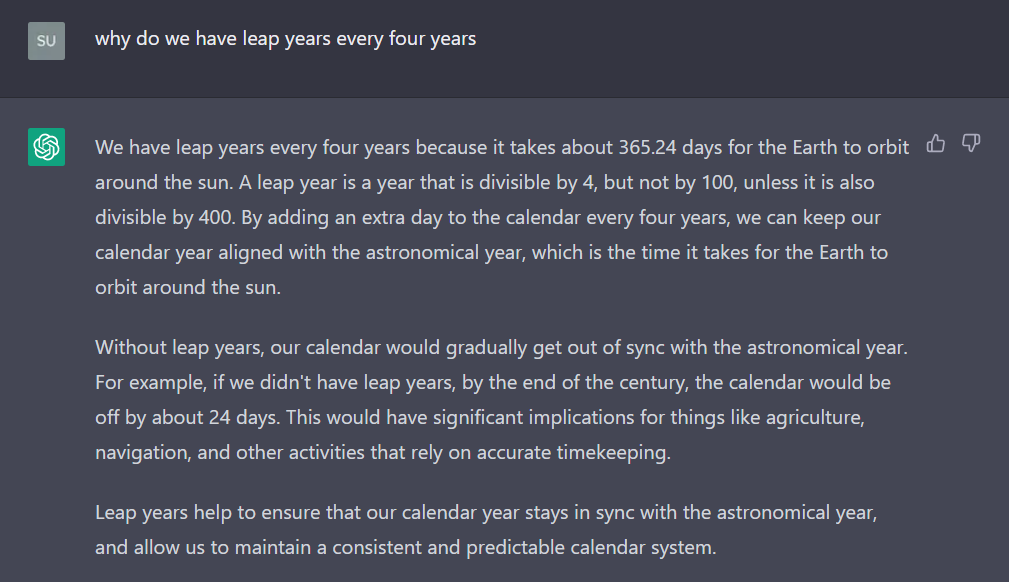 SU
why do we have leap years every four years
We have leap years every four years because it takes about 365.24 days for the Earth to orbit
around the sun. A leap year is a year that is divisible by 4, but not by 100, unless it is also
divisible by 400. By adding an extra day to the calendar every four years, we can keep our
calendar year aligned with the astronomical year, which is the time it takes for the Earth to
orbit around the sun.
Without leap years, our calendar would gradually get out of sync with the astronomical year.
For example, if we didn't have leap years, by the end of the century, the calendar would be
off by about 24 days. This would have significant implications for things like agriculture,
navigation, and other activities that rely on accurate timekeeping.
Leap years help to ensure that our calendar year stays in sync with the astronomical year,
and allow us to maintain a consistent and predictable calendar system.